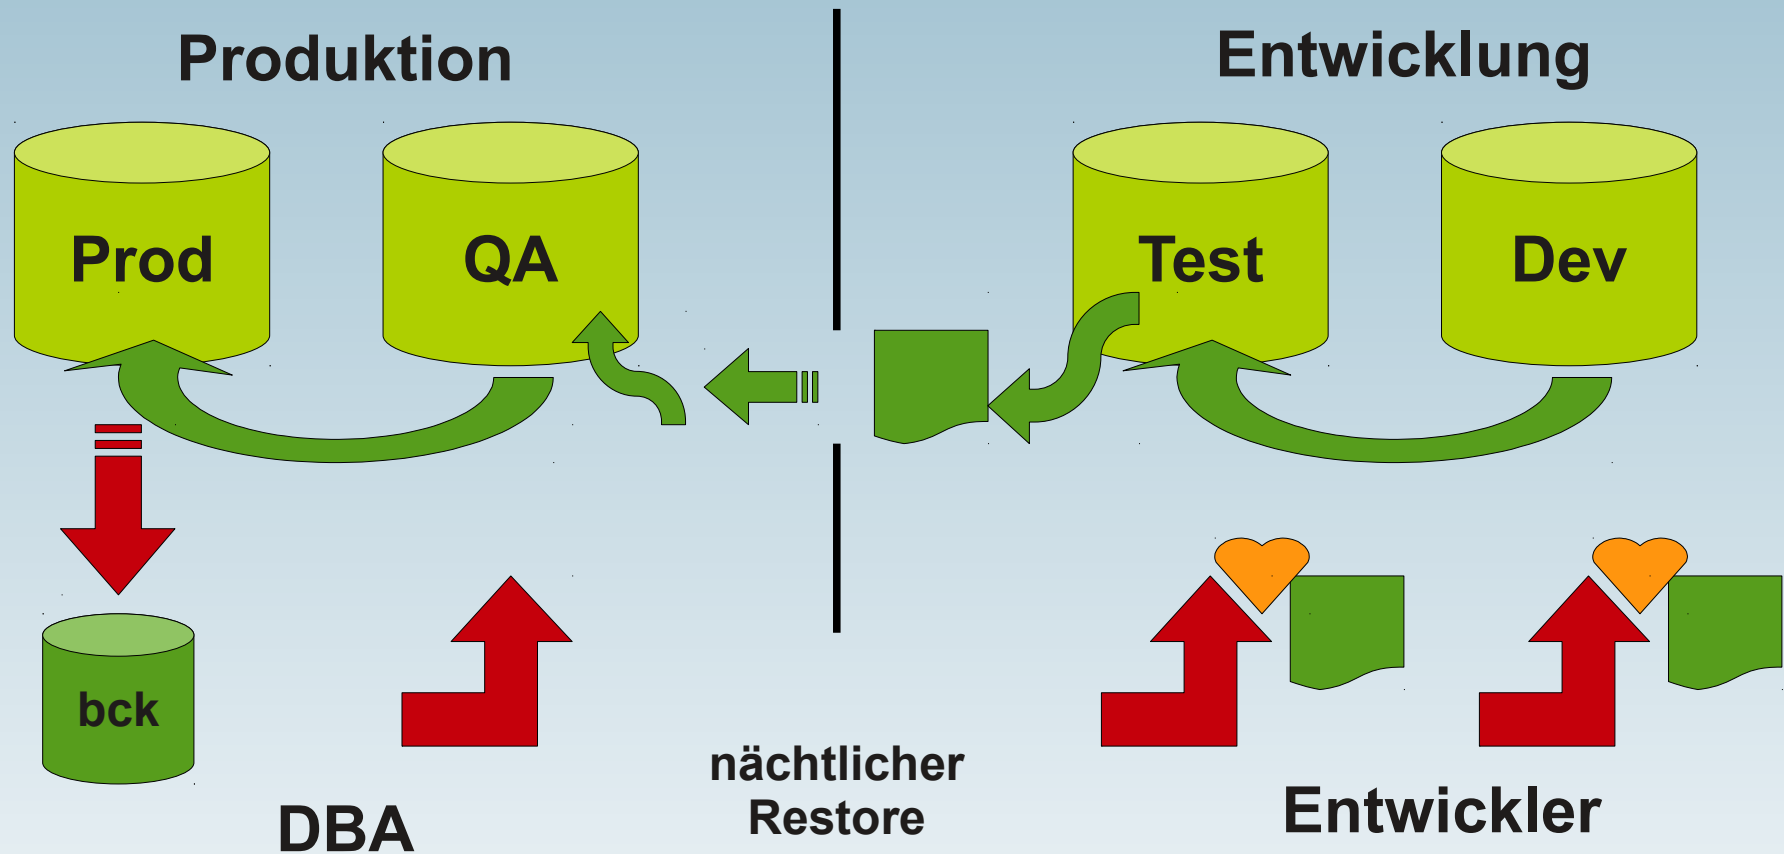 Produktion
Entwicklung
Prod
QA
Test
Dev
bck
nächtlicher
Restore
DBA
Entwickler